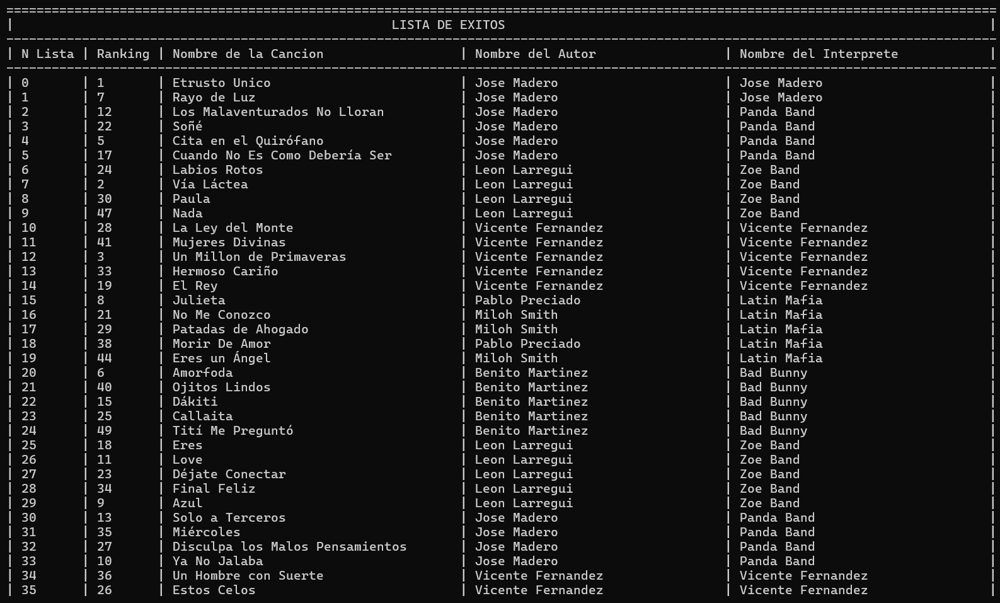 | LISTA DE EXITOS |
| N Lista | Ranking | Nombre de la Cancion | Nombre del Autor | Nombre del Interprete |
| 0 | 1 | Etrusto Unico | Jose Madero | Jose Madero |
| 1 | 7 | Rayo de Luz | Jose Madero | Jose Madero |
| 2 | 12 | Los Malaventurados No Lloran | Jose Madero | Panda Band |
| 3 | 22 | Soñé | Jose Madero | Panda Band |
| 4 | 5 | Cita en el Quirófano | Jose Madero | Panda Band |
| 5 | 17 | Cuando No Es Como Debería Ser | Jose Madero | Panda Band |
| 6 | 24 | Labios Rotos | Leon Larregui | Zoe Band |
| 7 | 2 | Vía Láctea | Leon Larregui | Zoe Band |
| 8 | 30 | Paula | Leon Larregui | Zoe Band |
| 9 | 47 | Nada | Leon Larregui | Zoe Band |
| 10 | 28 | La Ley del Monte | Vicente Fernandez | Vicente Fernandez |
| 11 | 41 | Mujeres Divinas | Vicente Fernandez | Vicente Fernandez |
| 12 | 3 | Un Millon de Primaveras | Vicente Fernandez | Vicente Fernandez |
| 13 | 33 | Hermoso Cariño | Vicente Fernandez | Vicente Fernandez |
| 14 | 19 | El Rey | Vicente Fernandez | Vicente Fernandez |
| 15 | 8 | Julieta | Pablo Preciado | Latin Mafia |
| 16 | 21 | No Me Conozco | Miloh Smith | Latin Mafia |
| 17 | 29 | Patadas de Ahogado | Miloh Smith | Latin Mafia |
| 18 | 38 | Morir De Amor | Pablo Preciado | Latin Mafia |
| 19 | 44 | Eres un Ángel | Miloh Smith | Latin Mafia |
| 20 | 6 | Amorfoda | Benito Martinez | Bad Bunny |
| 21 | 40 | Ojitos Lindos | Benito Martinez | Bad Bunny |
| 22 | 15 | Dákiti | Benito Martinez | Bad Bunny |
| 23 | 25 | Callaita | Benito Martinez | Bad Bunny |
| 24 | 49 | Tití Me Preguntó | Benito Martinez | Bad Bunny |
| 25 | 18 | Eres | Leon Larregui | Zoe Band |
| 26 | 11 | Love | Leon Larregui | Zoe Band |
| 27 | 23 | Déjate Conectar | Leon Larregui | Zoe Band |
| 28 | 34 | Final Feliz | Leon Larregui | Zoe Band |
| 29 | 9 | Azul | Leon Larregui | Zoe Band |
| 30 | 13 | Solo a Terceros | Jose Madero | Panda Band |
| 31 | 35 | Miércoles | Jose Madero | Panda Band |
| 32 | 27 | Disculpa los Malos Pensamientos | Jose Madero | Panda Band |
| 33 | 10 | Ya No Jalaba | Jose Madero | Panda Band |
| 34 | 36 | Un Hombre con Suerte | Vicente Fernandez | Vicente Fernandez |
| 35 | 26 | Estos Celos | Vicente Fernandez | Vicente Fernandez |